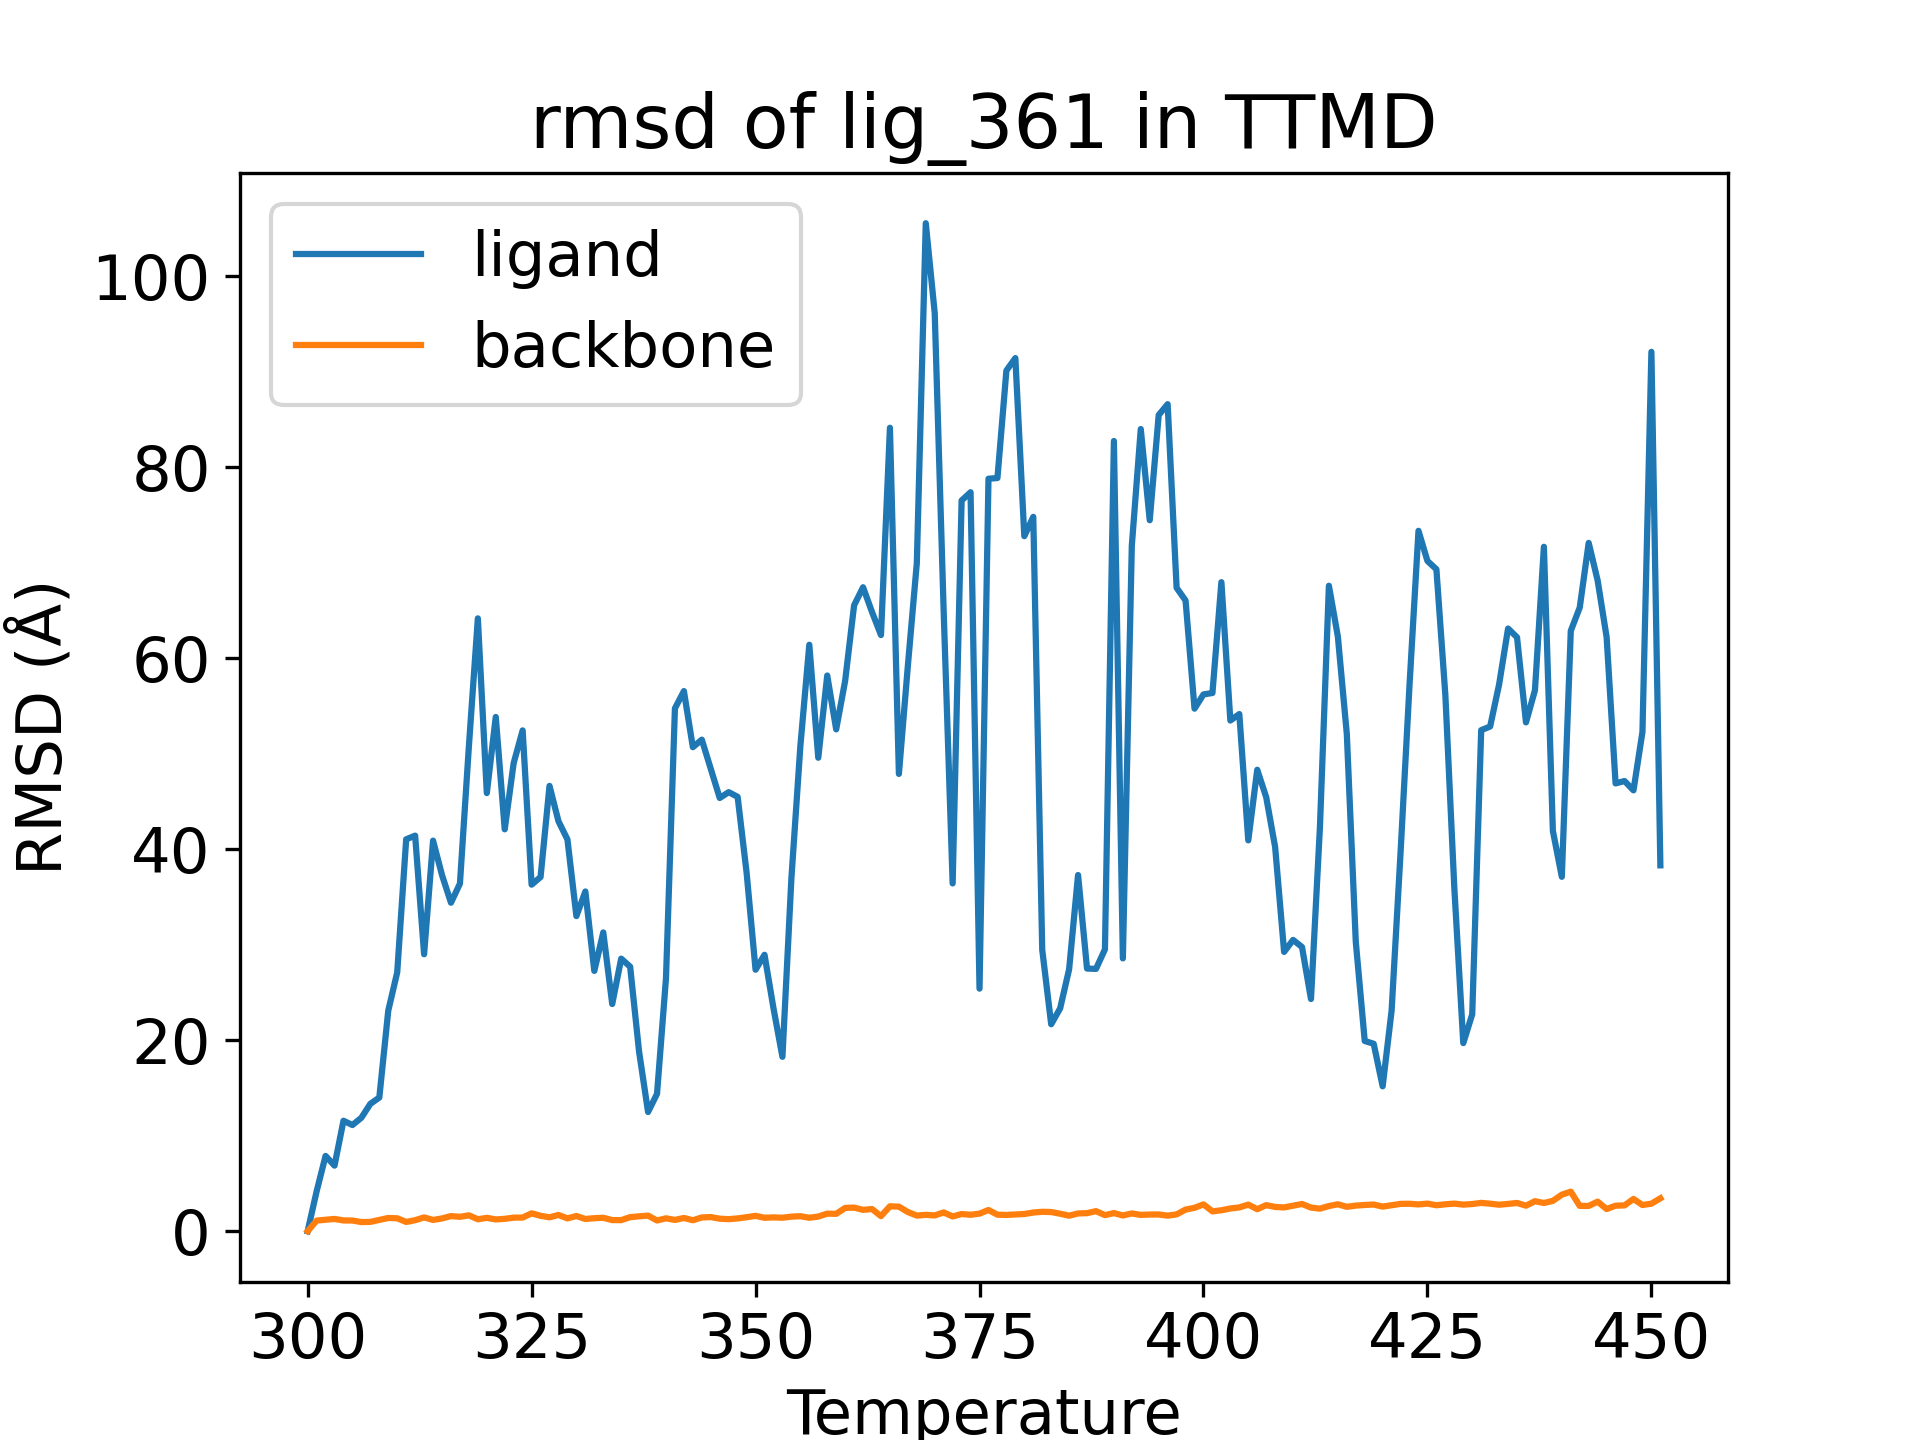 rmsd of lig_361 in TTMD
ligand
backbone
RMSD (Å)
100
80
60
40
20
0
300 325 350 375 400 425 450
Temperature